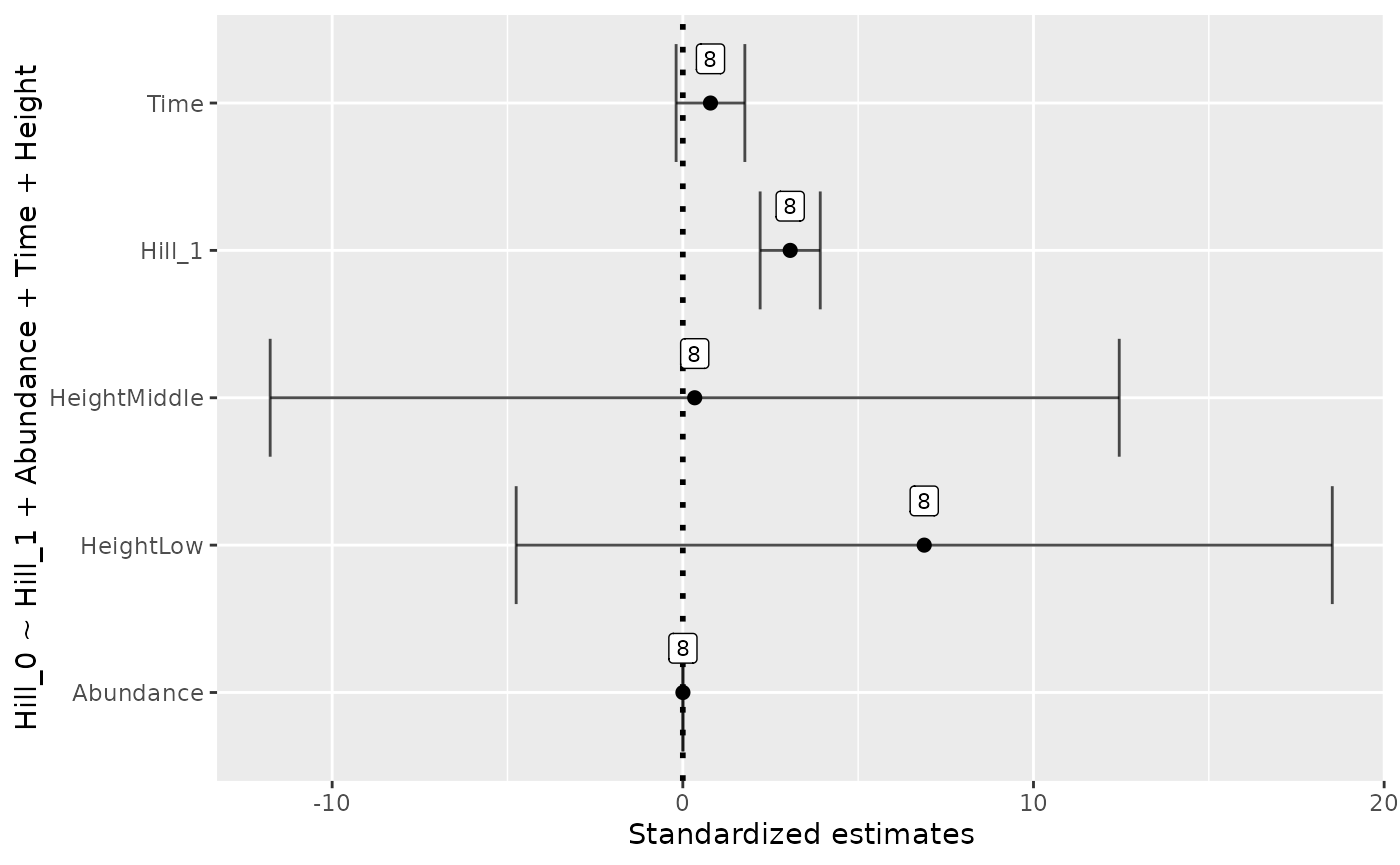 Hill_0 ~ Hill_1 + Abundance + Time + Height
Time
8
Hill_1
8
HeightMiddle
8
HeightLow
8
Abundance
8
-10
0
10
20
Standardized estimates